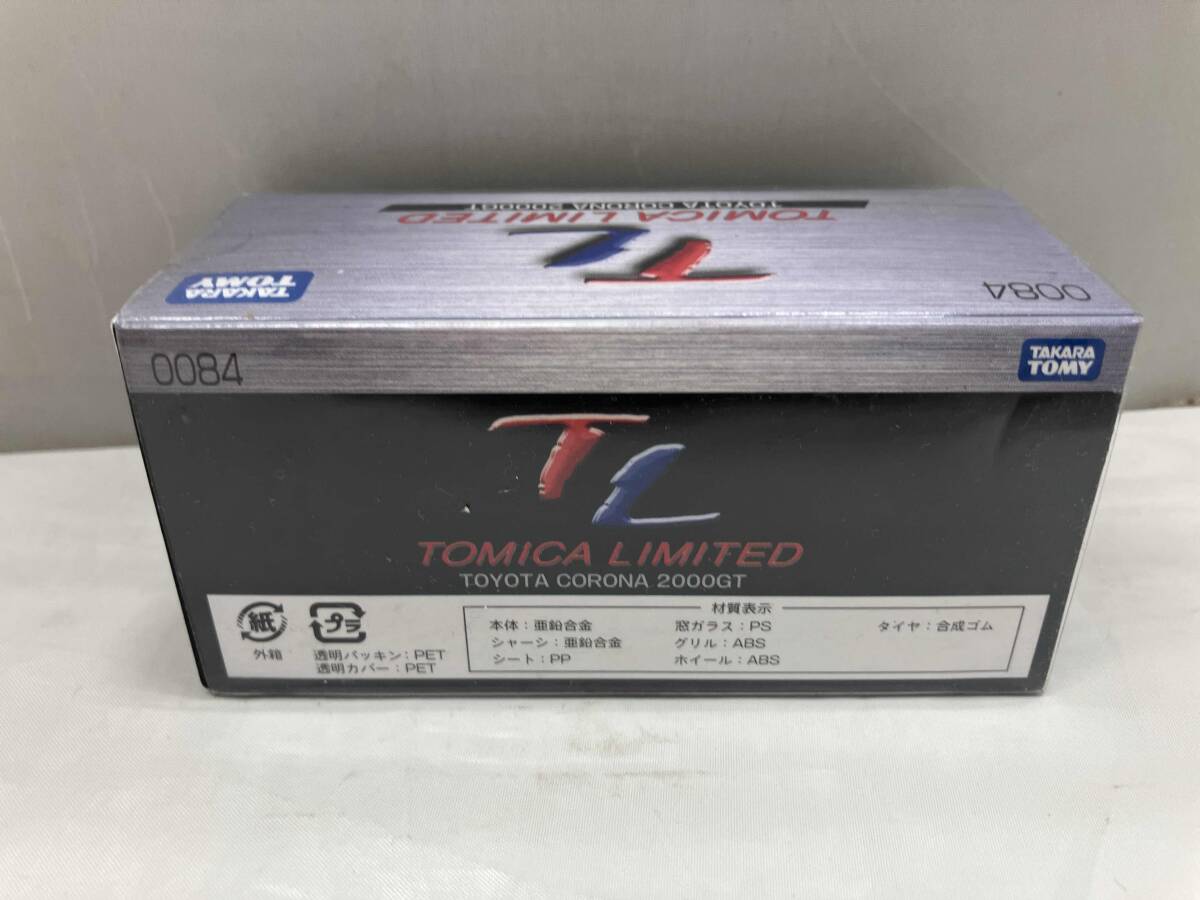 TOYOTA CORONA 2000GT
TOMICA LIMITED
TL
TAKARA
TOMY
0084
0084
TAKARA
TOMY
TL
TOMICA LIMITED
TOYOTA CORONA 2000GT
紙
外箱
プラ
透明パッキン:PET
透明カバー:PET
材質表示
本体:亜鉛合金
シャーシ:亜鉛合金
シート:PP
窓ガラス:PS
グリル:ABS
ホイール:ABS
タイヤ:合成ゴム